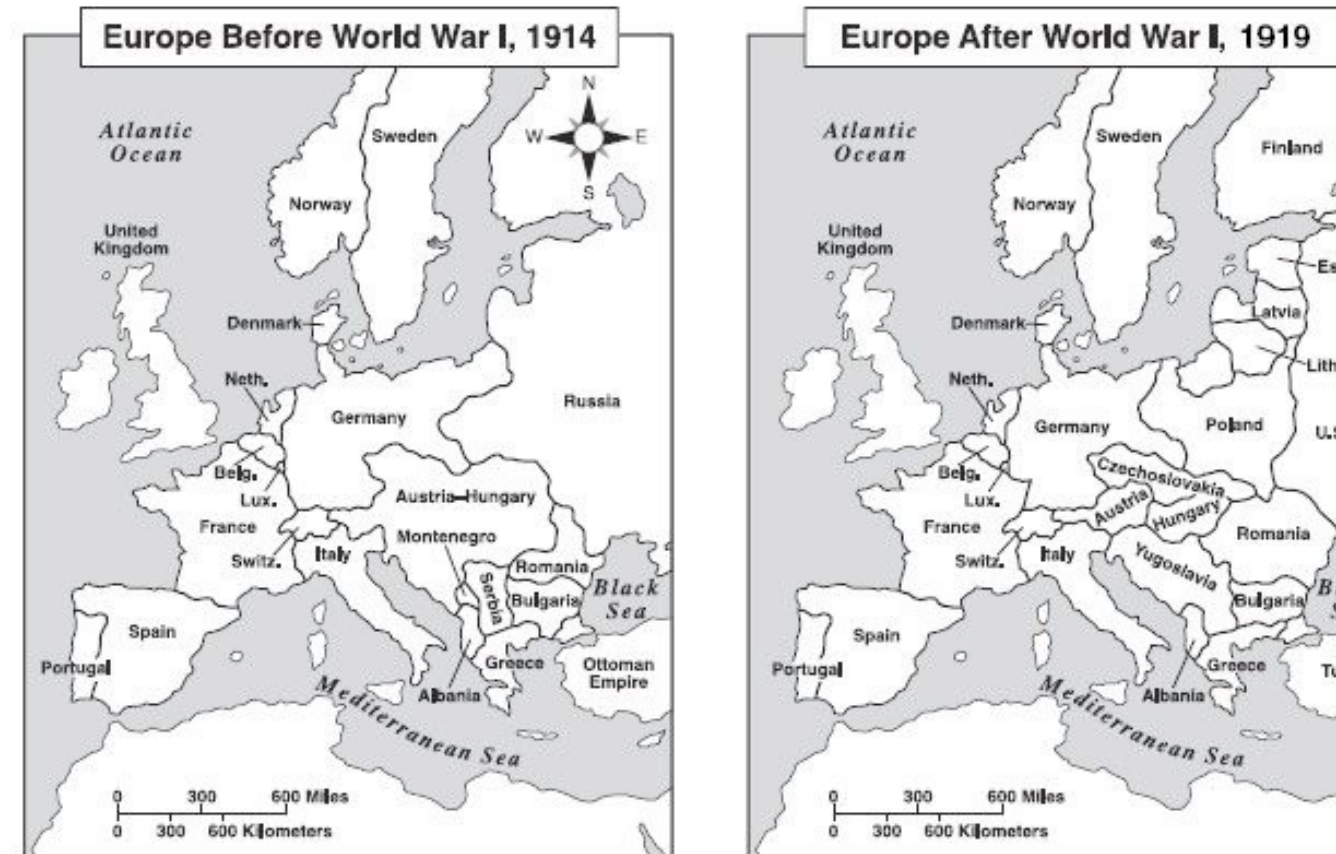 Europe Before World War I, 1914
N
Atlantic
Ocean
Sweden
W
E
S
Norway
United
Kingdom
Denmark
Neth.
Germany
Russia
Belg.
Lux.
Austria-Hungary
France
Montenegro
Switz.
Italy
Romania
Serbia
Black
Sea
Bulgaria
Spain
Portugal
Greece
Ottoman
Empire
Albania
Mediterranean Sea
0 300 600 Miles
0 300 600 Kilometers
Europe After World War I, 1919
Atlantic
Ocean
Sweden
Finland
Norway
United
Kingdom
Es
Latvia
Denmark
Lith
Neth.
Germany
Poland
U.S
Belg.
Czechoslovakia
Lux.
Austria
Hungary
France
Romania
Switz.
Italy
Yugoslavia
B
S
Bulgaria
Spain
Portugal
Greece
Tu
Albania
Mediterranean Sea
0 300 600 Miles
0 300 600 Kilometers